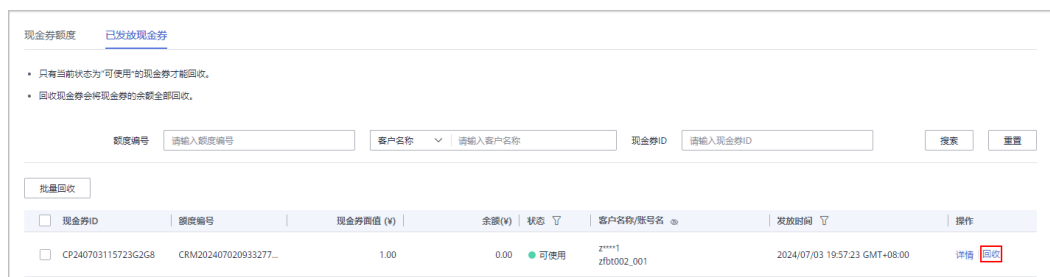 现金券额度 已发放现金券
• 只有当前状态为"可使用"的现金券才能回收。
• 回收现金券会将现金券的余额全部回收。
额度编号 请输入额度编号 客户名称 请输入客户名称 现金券ID 请输入现金券ID 搜索 重置
批量回收
现金券ID 额度编号 现金券面值 (¥) 余额(¥) 状态 客户名称/账号名 发放时间 操作
CP240703115723G2G8 CRM202407020933277... 1.00 0.00 可使用 z****1 2024/07/03 19:57:23 GMT+08:00 详情 回收
zfbt002_001